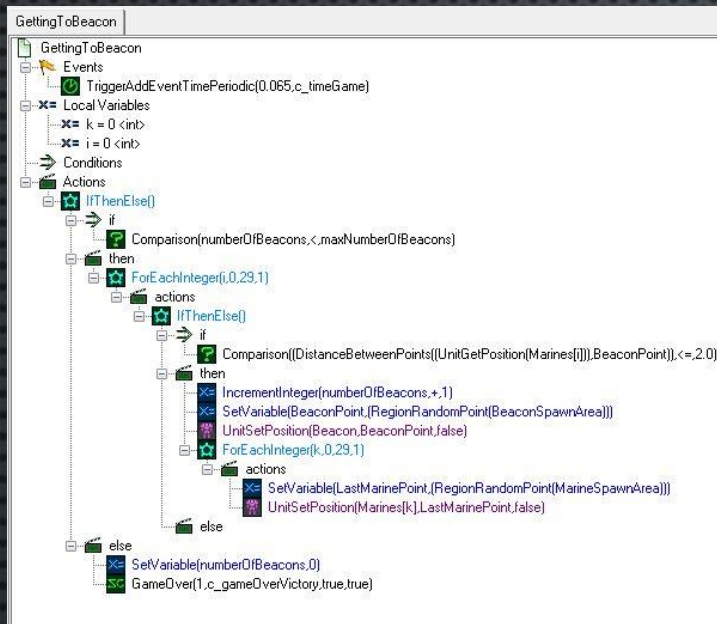 GettingToBeacon
GettingToBeacon
Events
TriggerAddEventTimePeriodic(0.065,c_timeGame)
Local Variables
k = 0 <int>
i = 0 <int>
Conditions
Actions
IfThenElse()
if
Comparison(numberOfBeacons,<,maxNumberOfBeacons)
then
ForEachInteger(i,0,29,1)
actions
IfThenElse()
if
Comparison((DistanceBetweenPoints((UnitGetPosition(Marines[i])),BeaconPoint)),<=,2.0)
then
IncrementInteger(numberOfBeacons,+,1)
SetVariable(BeaconPoint,(RegionRandomPoint(BeaconSpawnArea)))
UnitSetPosition(Beacon,BeaconPoint,false)
ForEachInteger(k,0,29,1)
actions
SetVariable(LastMarinePoint,(RegionRandomPoint(MarineSpawnArea)))
UnitSetPosition(Marines[k],LastMarinePoint,false)
else
else
SetVariable(numberOfBeacons,0)
GameOver(1,c_gameOverVictory,true,true)